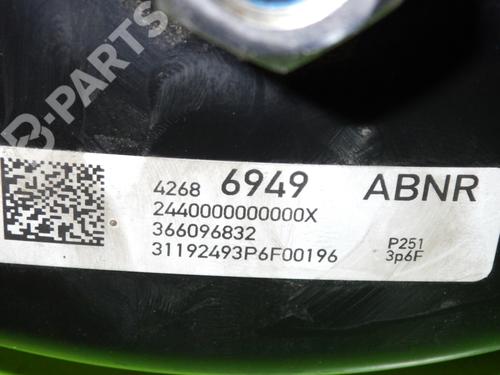 B-PARTS
4268 6949 ABNR
2440000000000X
366096832
31192493P6F00196
P251
3p6F